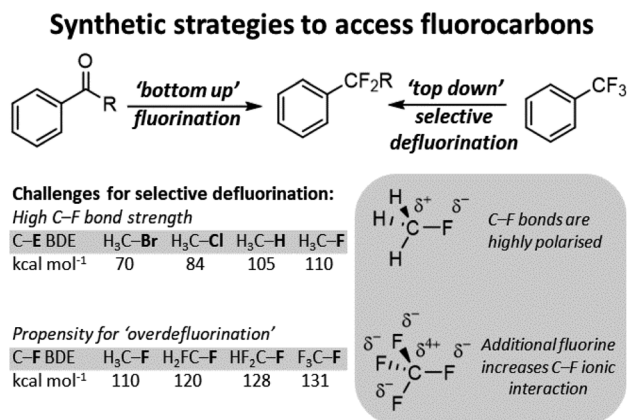 Synthetic strategies to access fluorocarbons
O
R
'bottom up'
fluorination
CF₂R
'top down'
selective
defluorination
CF₃
Challenges for selective defluorination:
High C–F bond strength
C–E BDE H₃C–Br H₃C–Cl H₃C–H H₃C–F
kcal mol⁻¹ 70 84 105 110
Propensity for 'overdefluorination'
C–F BDE H₃C–F H₂FC–F HF₂C–F F₃C–F
kcal mol⁻¹ 110 120 128 131
H δ⁺ δ⁻
H C–F
H
C–F bonds are
highly polarised
δ⁻
δ⁻ F δ⁴⁺ δ⁻
F C–F
δ⁻ F
Additional fluorine
increases C–F ionic
interaction